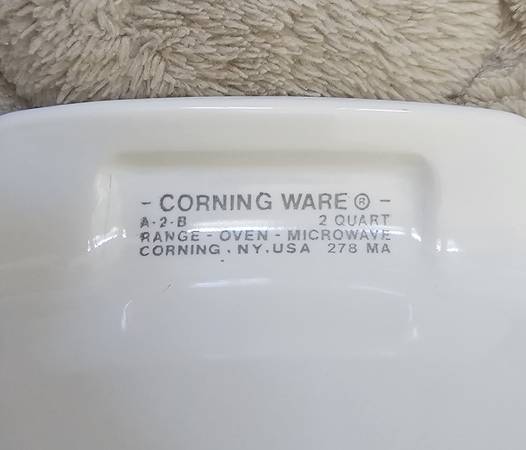 - CORNING WARE ® -
A-2-B 2 QUART
RANGE - OVEN - MICROWAVE
CORNING . NY. USA 278 MA